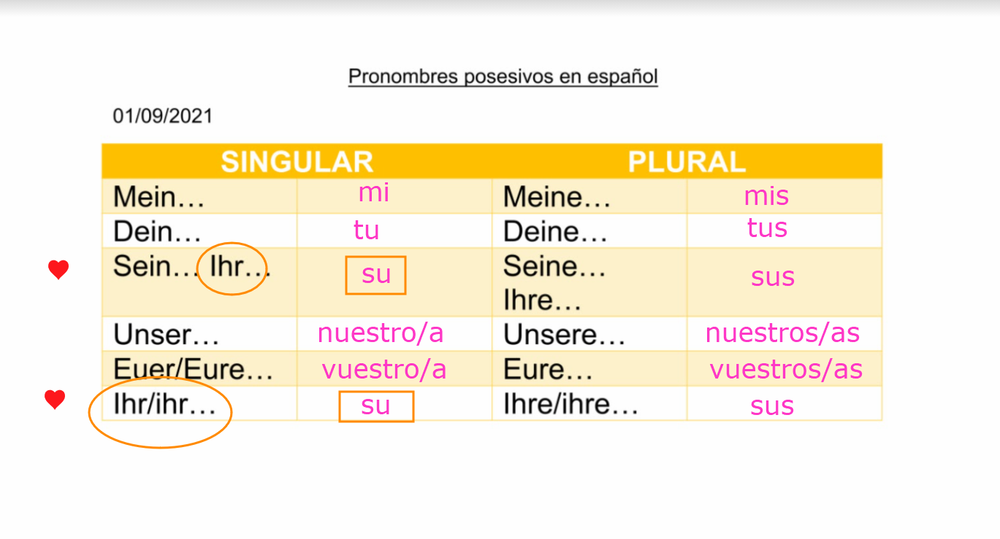 Pronombres posesivos en español
01/09/2021
SINGULAR PLURAL
Mein… mi Meine… mis
Dein… tu Deine… tus
Sein… Ihr… su Seine… sus
Ihre…
Unser… nuestro/a Unsere… nuestros/as
Euer/Eure… vuestro/a Eure… vuestros/as
Ihr/ihr… su Ihre/ihre… sus